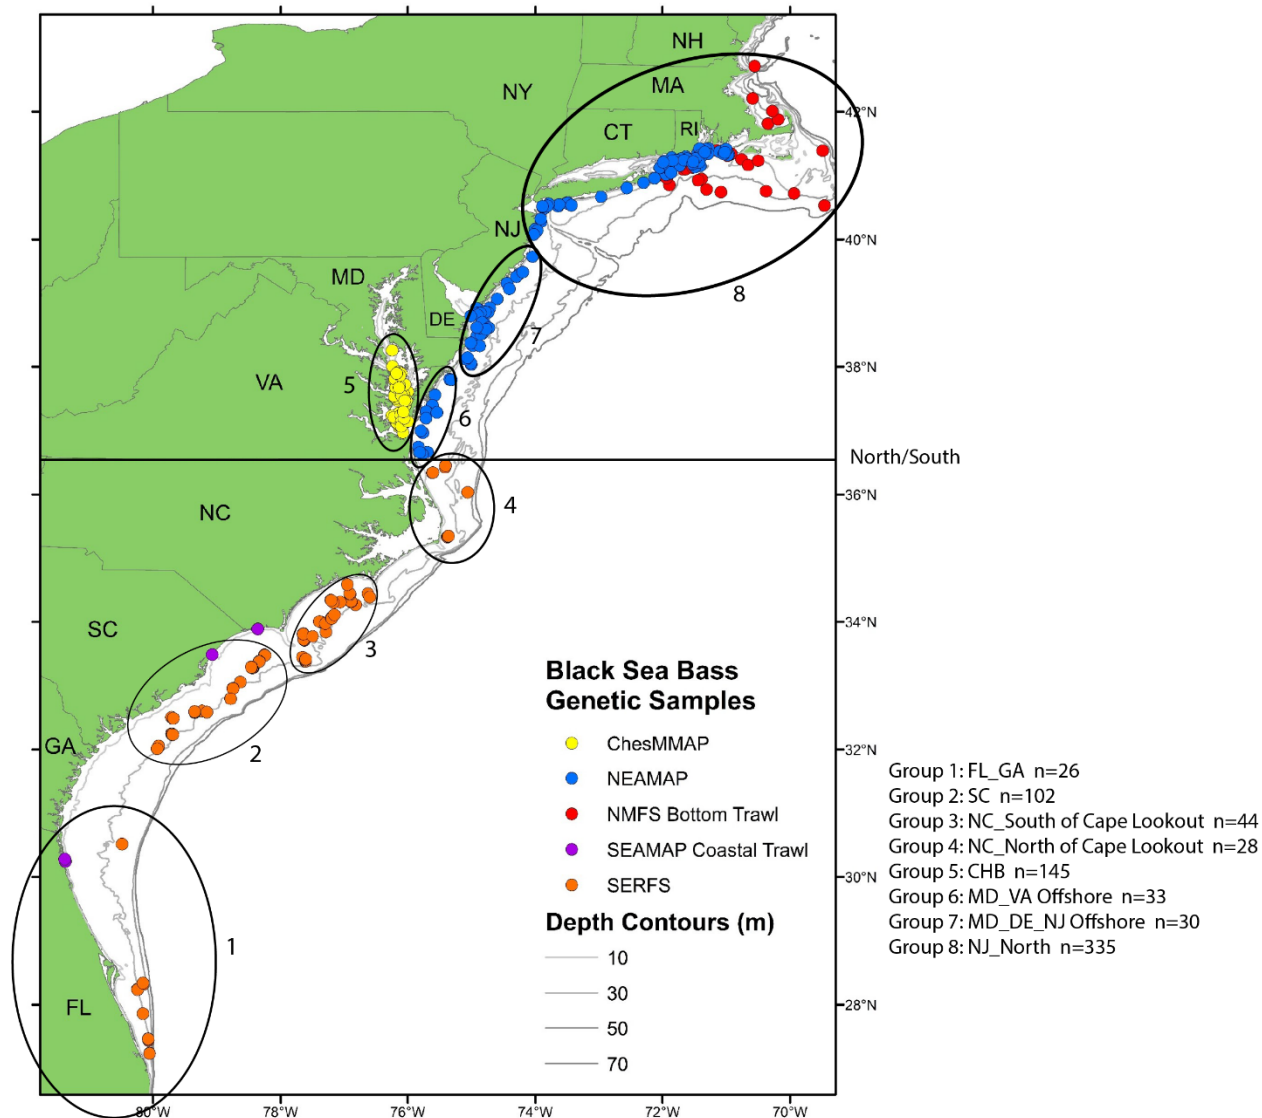 NH
MA
NY
42°N
CT
RI
NJ
40°N
8
MD
DE
7
38°N
VA
5
6
North/South
36°N
NC
4
34°N
SC
3
Black Sea Bass
Genetic Samples
ChesMMAP
NEAMAP
NMFS Bottom Trawl
SEAMAP Coastal Trawl
SERFS
Depth Contours (m)
10
30
50
70
2
GA
32°N
Group 1: FL_GA n=26
Group 2: SC n=102
Group 3: NC_South of Cape Lookout n=44
Group 4: NC_North of Cape Lookout n=28
Group 5: CHB n=145
Group 6: MD_VA Offshore n=33
Group 7: MD_DE_NJ Offshore n=30
Group 8: NJ_North n=335
30°N
1
FL
28°N
80°W
78°W
76°W
74°W
72°W
70°W